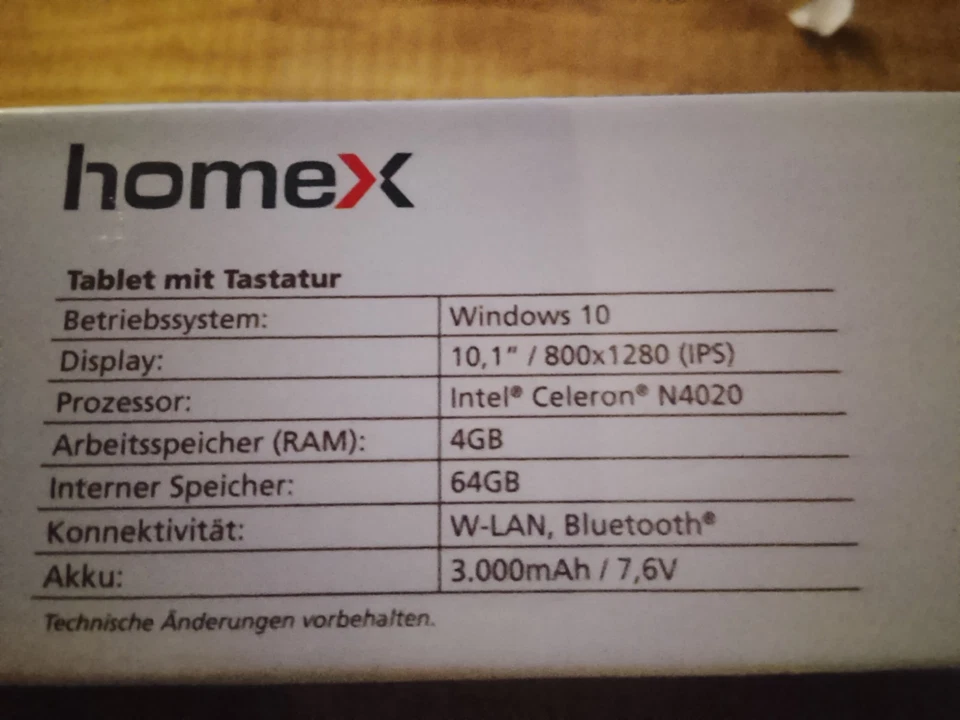 homeX
Tablet mit Tastatur
Betriebssystem: Windows 10
Display: 10,1" / 800x1280 (IPS)
Prozessor: Intel® Celeron® N4020
Arbeitsspeicher (RAM): 4GB
Interner Speicher: 64GB
Konnektivität: W-LAN, Bluetooth®
Akku: 3.000mAh / 7,6V
Technische Änderungen vorbehalten.